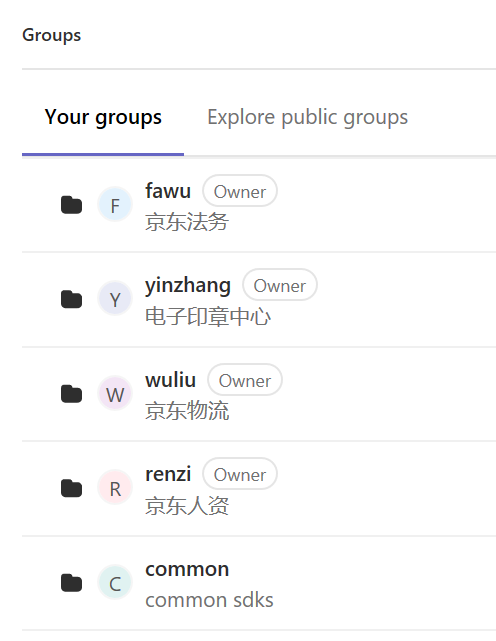 Groups
Your groups Explore public groups
F fawu Owner
京东法务
Y yinzhang Owner
电子印章中心
W wuliu Owner
京东物流
R renzi Owner
京东人资
C common
common sdks